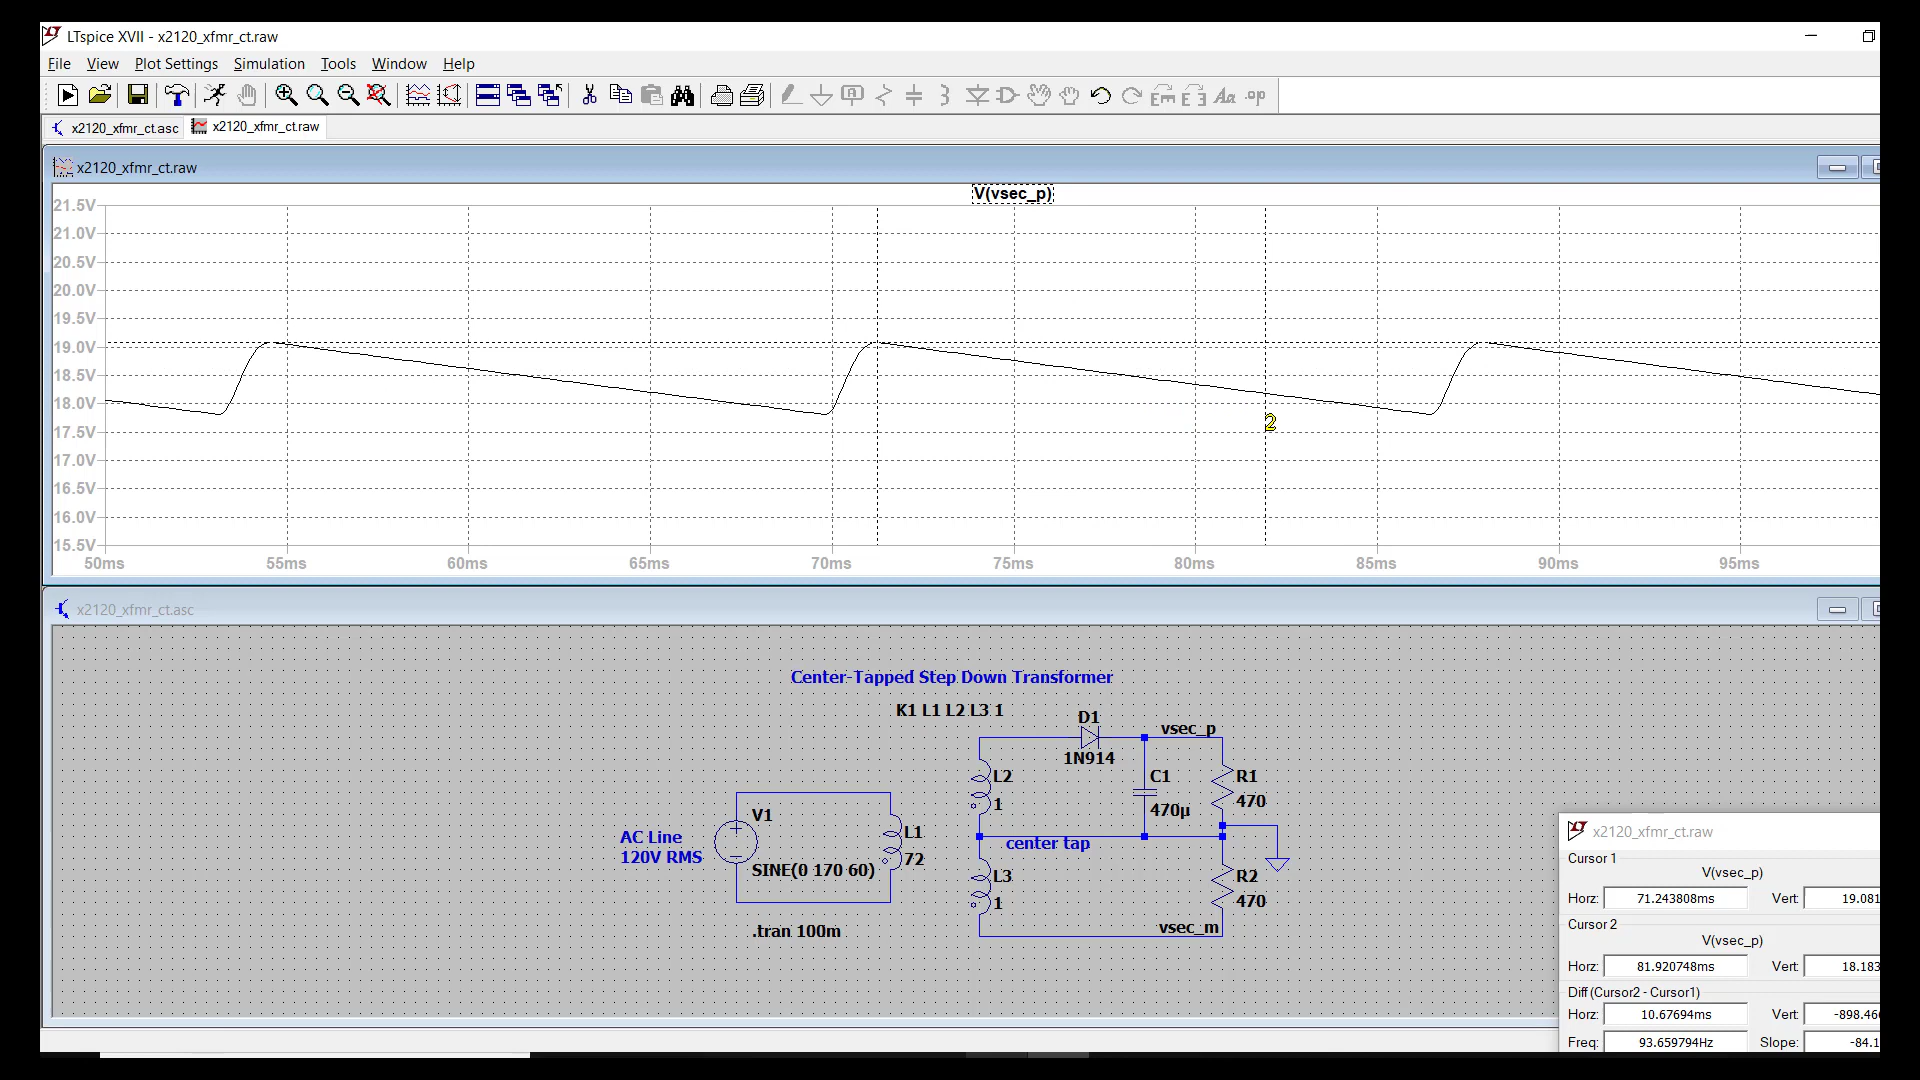 LTspice XVII - x2120_xfmr_ct.raw
File View Plot Settings Simulation Tools Window Help
x2120_xfmr_ct.asc x2120_xfmr_ct.raw
x2120_xfmr_ct.raw
V(vsec_p)
21.5V
21.0V
20.5V
20.0V
19.5V
19.0V
18.5V
18.0V
17.5V
17.0V
16.5V
16.0V
15.5V
2
50ms 55ms 60ms 65ms 70ms 75ms 80ms 85ms 90ms 95ms
x2120_xfmr_ct.asc
Center-Tapped Step Down Transformer
K1 L1 L2 L3 1
D1
1N914
vsec_p
L2
1
C1
470µ
R1
470
V1
AC Line
120V RMS
SINE(0 170 60)
L1
72
center tap
L3
1
R2
470
vsec_m
.tran 100m
x2120_xfmr_ct.raw
Cursor 1
V(vsec_p)
Horz: 71.243808ms Vert: 19.081
Cursor 2
V(vsec_p)
Horz: 81.920748ms Vert: 18.183
Diff (Cursor2 - Cursor1)
Horz: 10.67694ms Vert: -898.46
Freq: 93.659794Hz Slope: -84.1